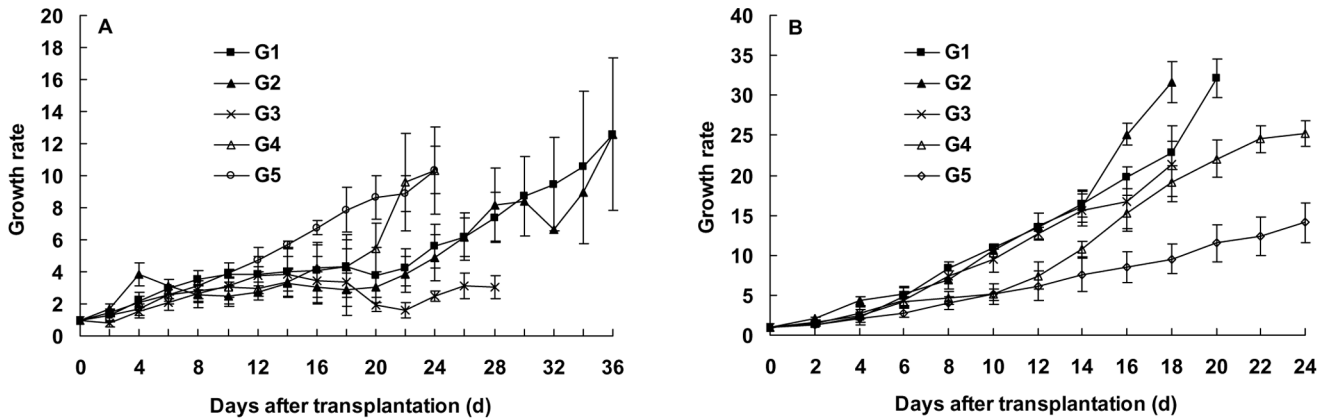 A
Growth rate
20
18
16
14
12
10
8
6
4
2
0
G1
G2
G3
G4
G5
0 4 8 12 16 20 24 28 32 36
Days after transplantation (d)
B
Growth rate
40
35
30
25
20
15
10
5
0
G1
G2
G3
G4
G5
0 2 4 6 8 10 12 14 16 18 20 22 24
Days after transplantation (d)